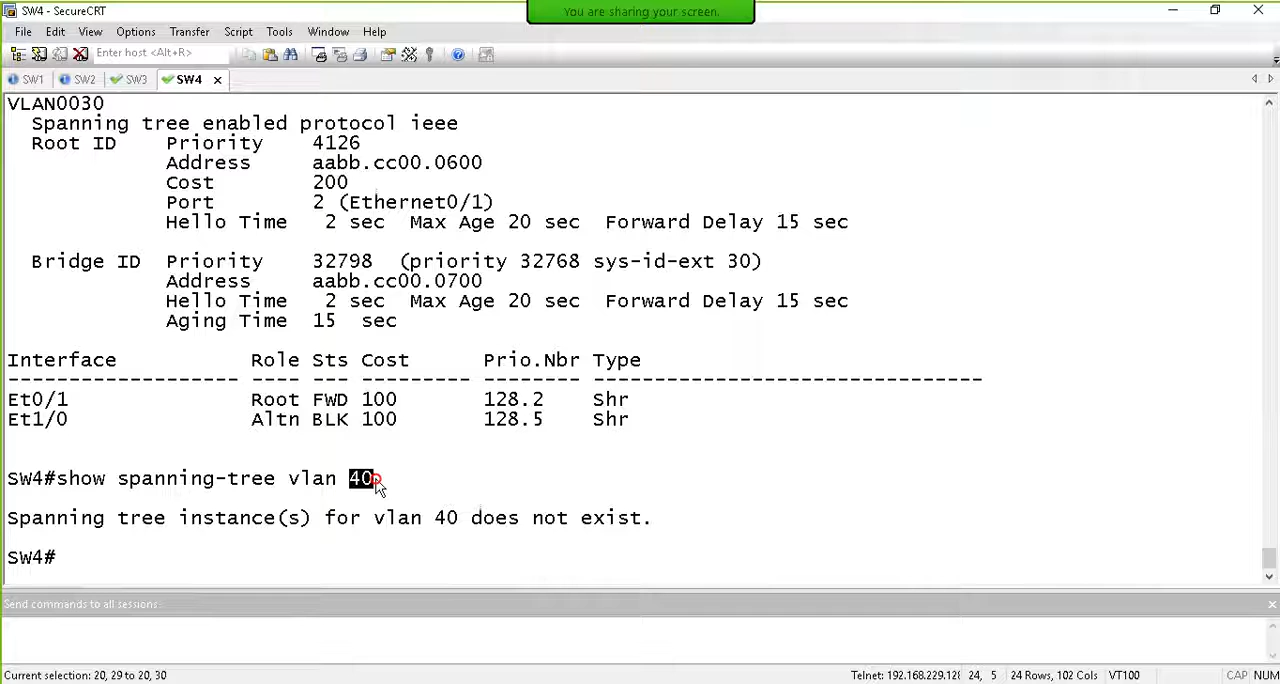 SW4 - SecureCRT
You are sharing your screen.
File Edit View Options Transfer Script Tools Window Help
Enter host <Alt+R>
SW1 SW2 SW3 SW4
VLAN0030
Spanning tree enabled protocol ieee
Root ID Priority 4126
Address aabb.cc00.0600
Cost 200
Port 2 (Ethernet0/1)
Hello Time 2 sec Max Age 20 sec Forward Delay 15 sec
Bridge ID Priority 32798 (priority 32768 sys-id-ext 30)
Address aabb.cc00.0700
Hello Time 2 sec Max Age 20 sec Forward Delay 15 sec
Aging Time 15 sec
Interface Role Sts Cost Prio.Nbr Type
------------------- ---- --- --------- -------- --------------------------------
Et0/1 Root FWD 100 128.2 Shr
Et1/0 Altn BLK 100 128.5 Shr
SW4#show spanning-tree vlan 40
Spanning tree instance(s) for vlan 40 does not exist.
SW4#
Send commands to all sessions
Current selection: 20, 29 to 20, 30
Telnet: 192.168.229.12 24, 5 24 Rows, 102 Cols VT100 CAP NUM